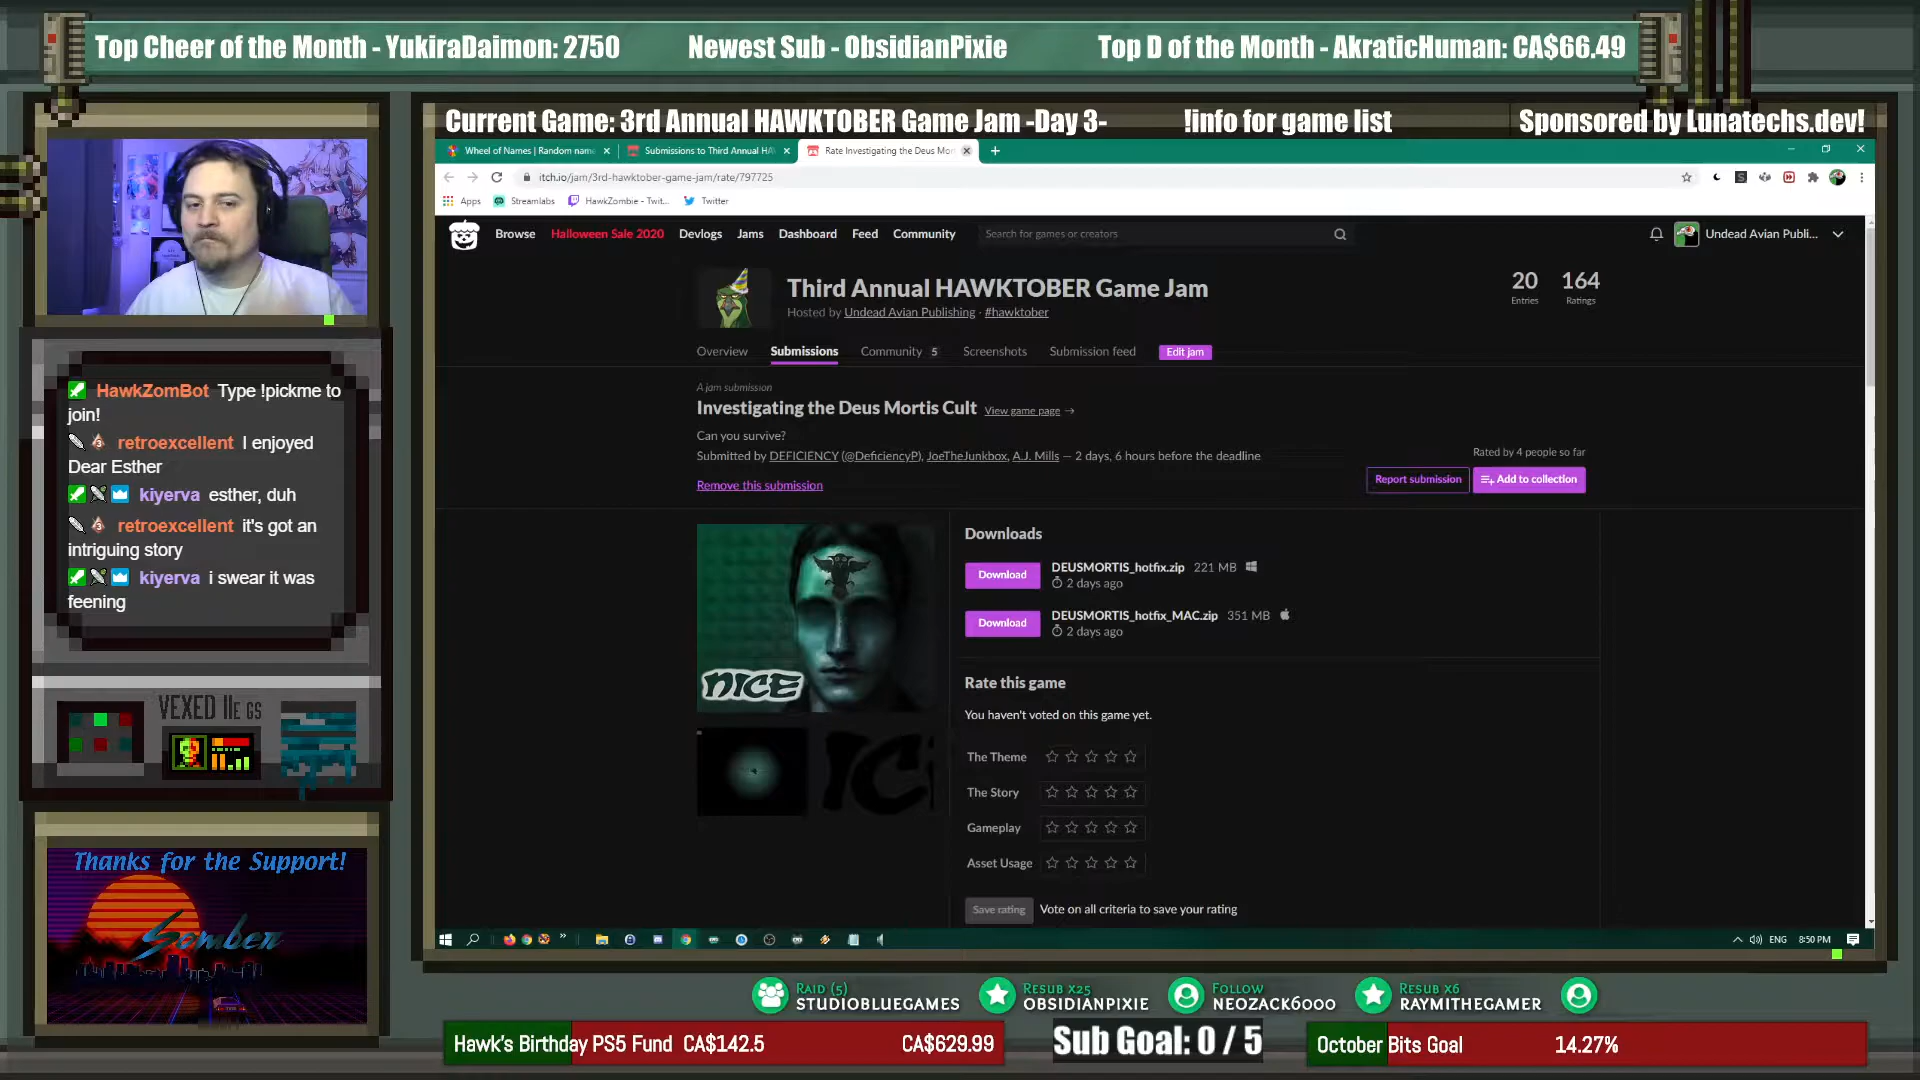 Top Cheer of the Month - YukiraDaimon: 2750
Newest Sub - ObsidianPixie
Top D of the Month - AkraticHuman: CA$66.49
Current Game: 3rd Annual HAWKTOBER Game Jam -Day 3-
!info for game list
Sponsored by Lunatechs.dev!
Wheel of Names | Random nam
Submissions to Third Annual HA
Rate Investigating the Deus Mor
itch.io/jam/3rd-hawktober-game-jam/rate/797725
Apps
Streamlabs
HawkZombie - Twit...
Twitter
Browse
Halloween Sale 2020
Devlogs
Jams
Dashboard
Feed
Community
Search for games or creators
Undead Avian Publi...
Third Annual HAWKTOBER Game Jam
Hosted by Undead Avian Publishing · #hawktober
20
Entries
164
Ratings
Overview
Submissions
Community 5
Screenshots
Submission feed
Edit jam
A jam submission
Investigating the Deus Mortis Cult View game page →
Can you survive?
Submitted by DEFICIENCY (@DeficiencyP), JoeTheJunkbox, A.J. Mills — 2 days, 6 hours before the deadline
Remove this submission
Rated by 4 people so far
Report submission
Add to collection
NICE
Downloads
Download
DEUSMORTIS_hotfix.zip 221 MB
2 days ago
Download
DEUSMORTIS_hotfix_MAC.zip 351 MB
2 days ago
Rate this game
You haven't voted on this game yet.
The Theme
The Story
Gameplay
Asset Usage
Save rating
Vote on all criteria to save your rating
ENG
8:50 PM
HawkZomBot Type !pickme to
join!
retroexcellent I enjoyed
Dear Esther
kiyerva esther, duh
retroexcellent it's got an
intriguing story
kiyerva i swear it was
feening
VEXED IIE GS
Thanks for the Support!
Somber
RAID (5)
STUDIOBLUEGAMES
RESUB X25
OBSIDIANPIXIE
FOLLOW
NEOZACK6000
RESUB X6
RAYMITHEGAMER
Hawk's Birthday PS5 Fund CA$142.5
CA$629.99
Sub Goal: 0 / 5
October Bits Goal
14.27%